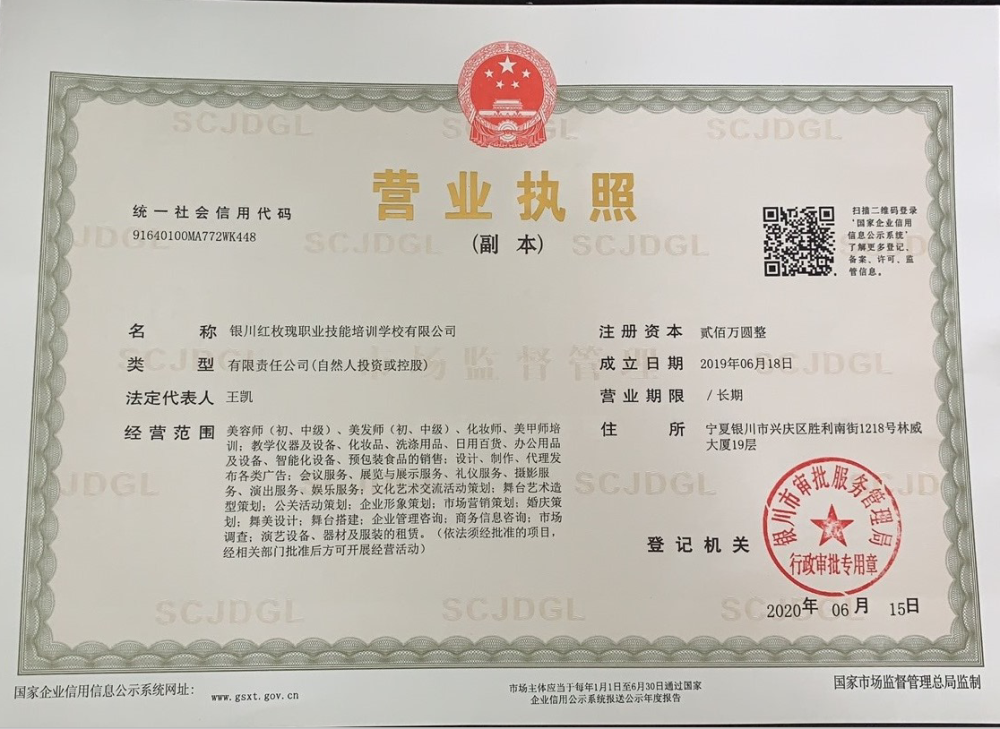 营业执照
(副 本)
统一社会信用代码
91640100MA772WK448
扫描二维码登录
‘国家企业信用
信息公示系统’
了解更多登记、
备案、许可、监
管信息。
名 称 银川红枚瑰职业技能培训学校有限公司
类 型 有限责任公司(自然人投资或控股)
法定代表人 王凯
经营范围 美容师（初、中级）、美发师（初、中级）、化妆师、美甲师培
训；教学仪器及设备、化妆品、洗涤用品、日用百货、办公用品
及设备、智能化设备、预包装食品的销售；设计、制作、代理发
布各类广告；会议服务、展览与展示服务、礼仪服务、摄影服
务、演出服务、娱乐服务；文化艺术交流活动策划；舞台艺术造
型策划；公关活动策划；企业形象策划；市场营销策划；婚庆策
划；舞美设计；舞台搭建；企业管理咨询；商务信息咨询；市场
调查；演艺设备、器材及服装的租赁。（依法须经批准的项目，
经相关部门批准后方可开展经营活动）
注册资本 贰佰万圆整
成立日期 2019年06月18日
营业期限 / 长期
住 所 宁夏银川市兴庆区胜利南街1218号林威
大厦19层
登记机关
银川市审批服务管理局
行政审批专用章
2020年 06月 15日
国家企业信用信息公示系统网址：
www.gsxt.gov.cn
市场主体应当于每年1月1日至6月30日通过国家
企业信用公示系统报送公示年度报告
国家市场监督管理总局监制
SCJDGL
市场监督管理